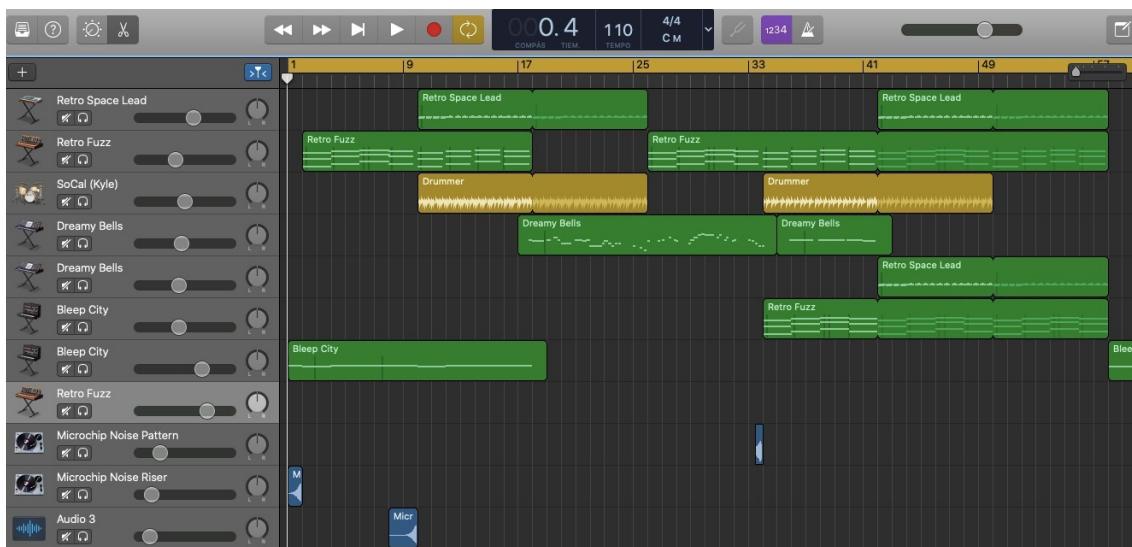 000.4 110 4/4
COMPÁS TIEM. TEMPO C M
1234
1 9 17 25 33 41 49 57
Retro Space Lead
Retro Space Lead
Retro Space Lead
L R
Retro Fuzz
Retro Fuzz
Retro Fuzz
L R
SoCal (Kyle)
Drummer
Drummer
L R
Dreamy Bells
Dreamy Bells
Dreamy Bells
L R
Dreamy Bells
Retro Space Lead
L R
Bleep City
Retro Fuzz
L R
Bleep City
Bleep City
Blee
L R
Retro Fuzz
L R
Microchip Noise Pattern
L R
Microchip Noise Riser
M
L R
Audio 3
Micr
L R